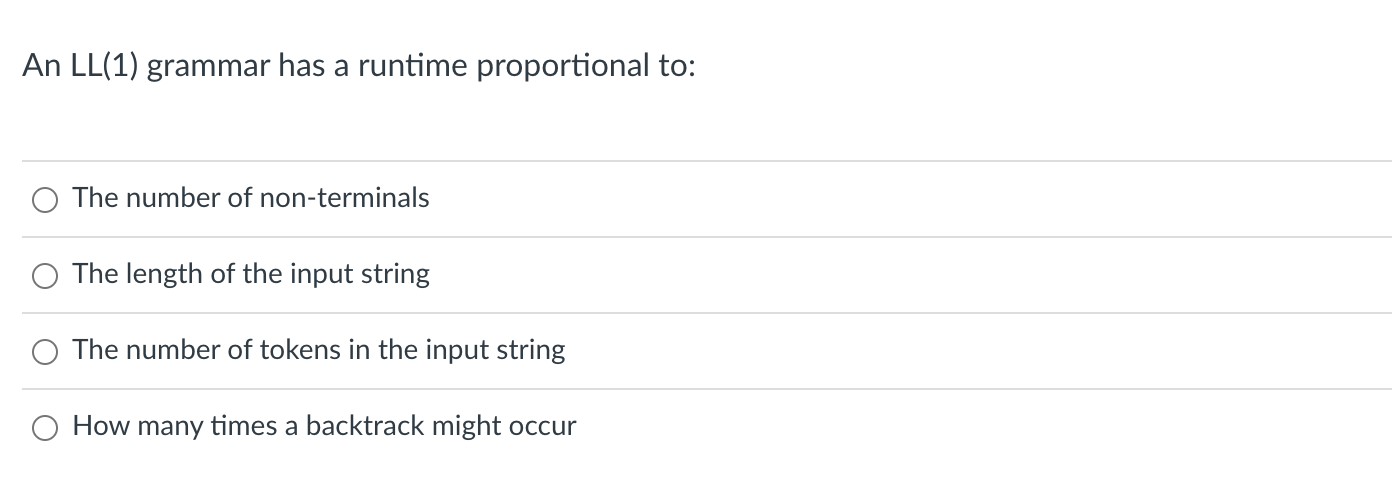 An LL(1) grammar has a runtime proportional to:
The number of non-terminals
The length of the input string
The number of tokens in the input string
How many times a backtrack might occur